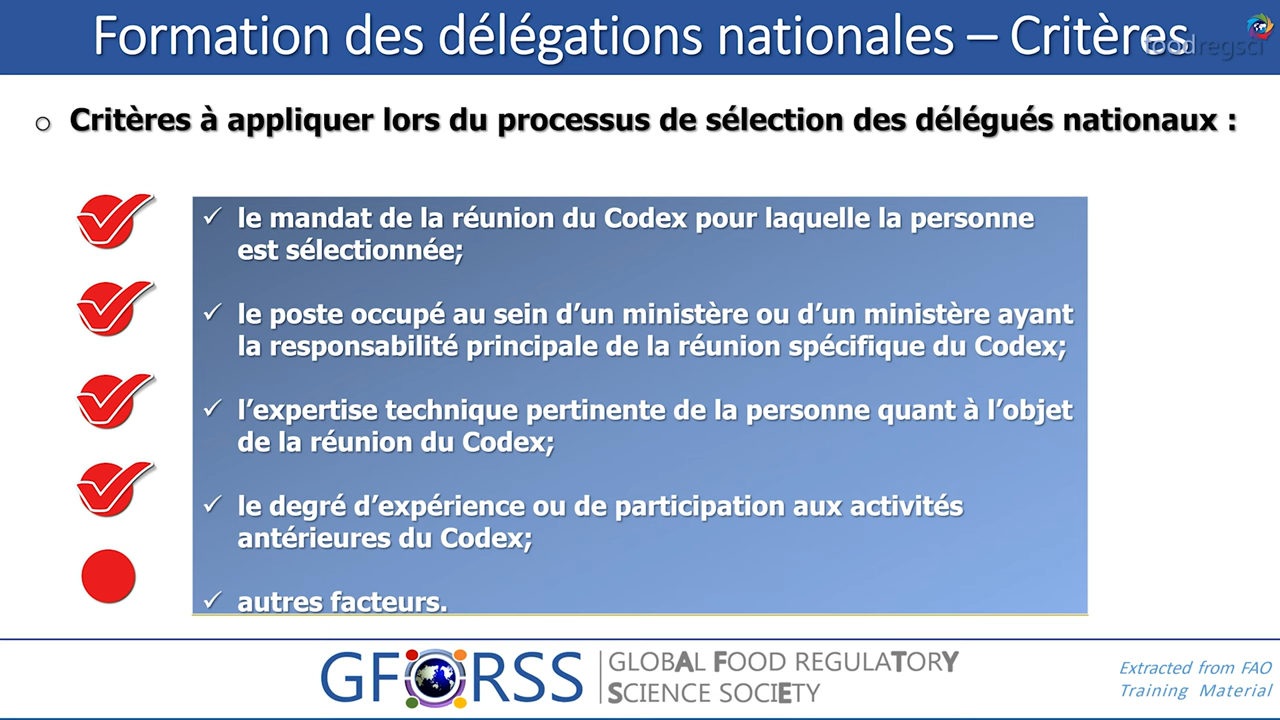 Formation des délégations nationales – Critères
foodregsci
o Critères à appliquer lors du processus de sélection des délégués nationaux :
✓ le mandat de la réunion du Codex pour laquelle la personne
est sélectionnée;
✓ le poste occupé au sein d’un ministère ou d’un ministère ayant
la responsabilité principale de la réunion spécifique du Codex;
✓ l’expertise technique pertinente de la personne quant à l’objet
de la réunion du Codex;
✓ le degré d’expérience ou de participation aux activités
antérieures du Codex;
✓ autres facteurs.
GFORSS
GLOBAL FOOD REGULATORY
SCIENCE SOCIETY
Extracted from FAO
Training Material